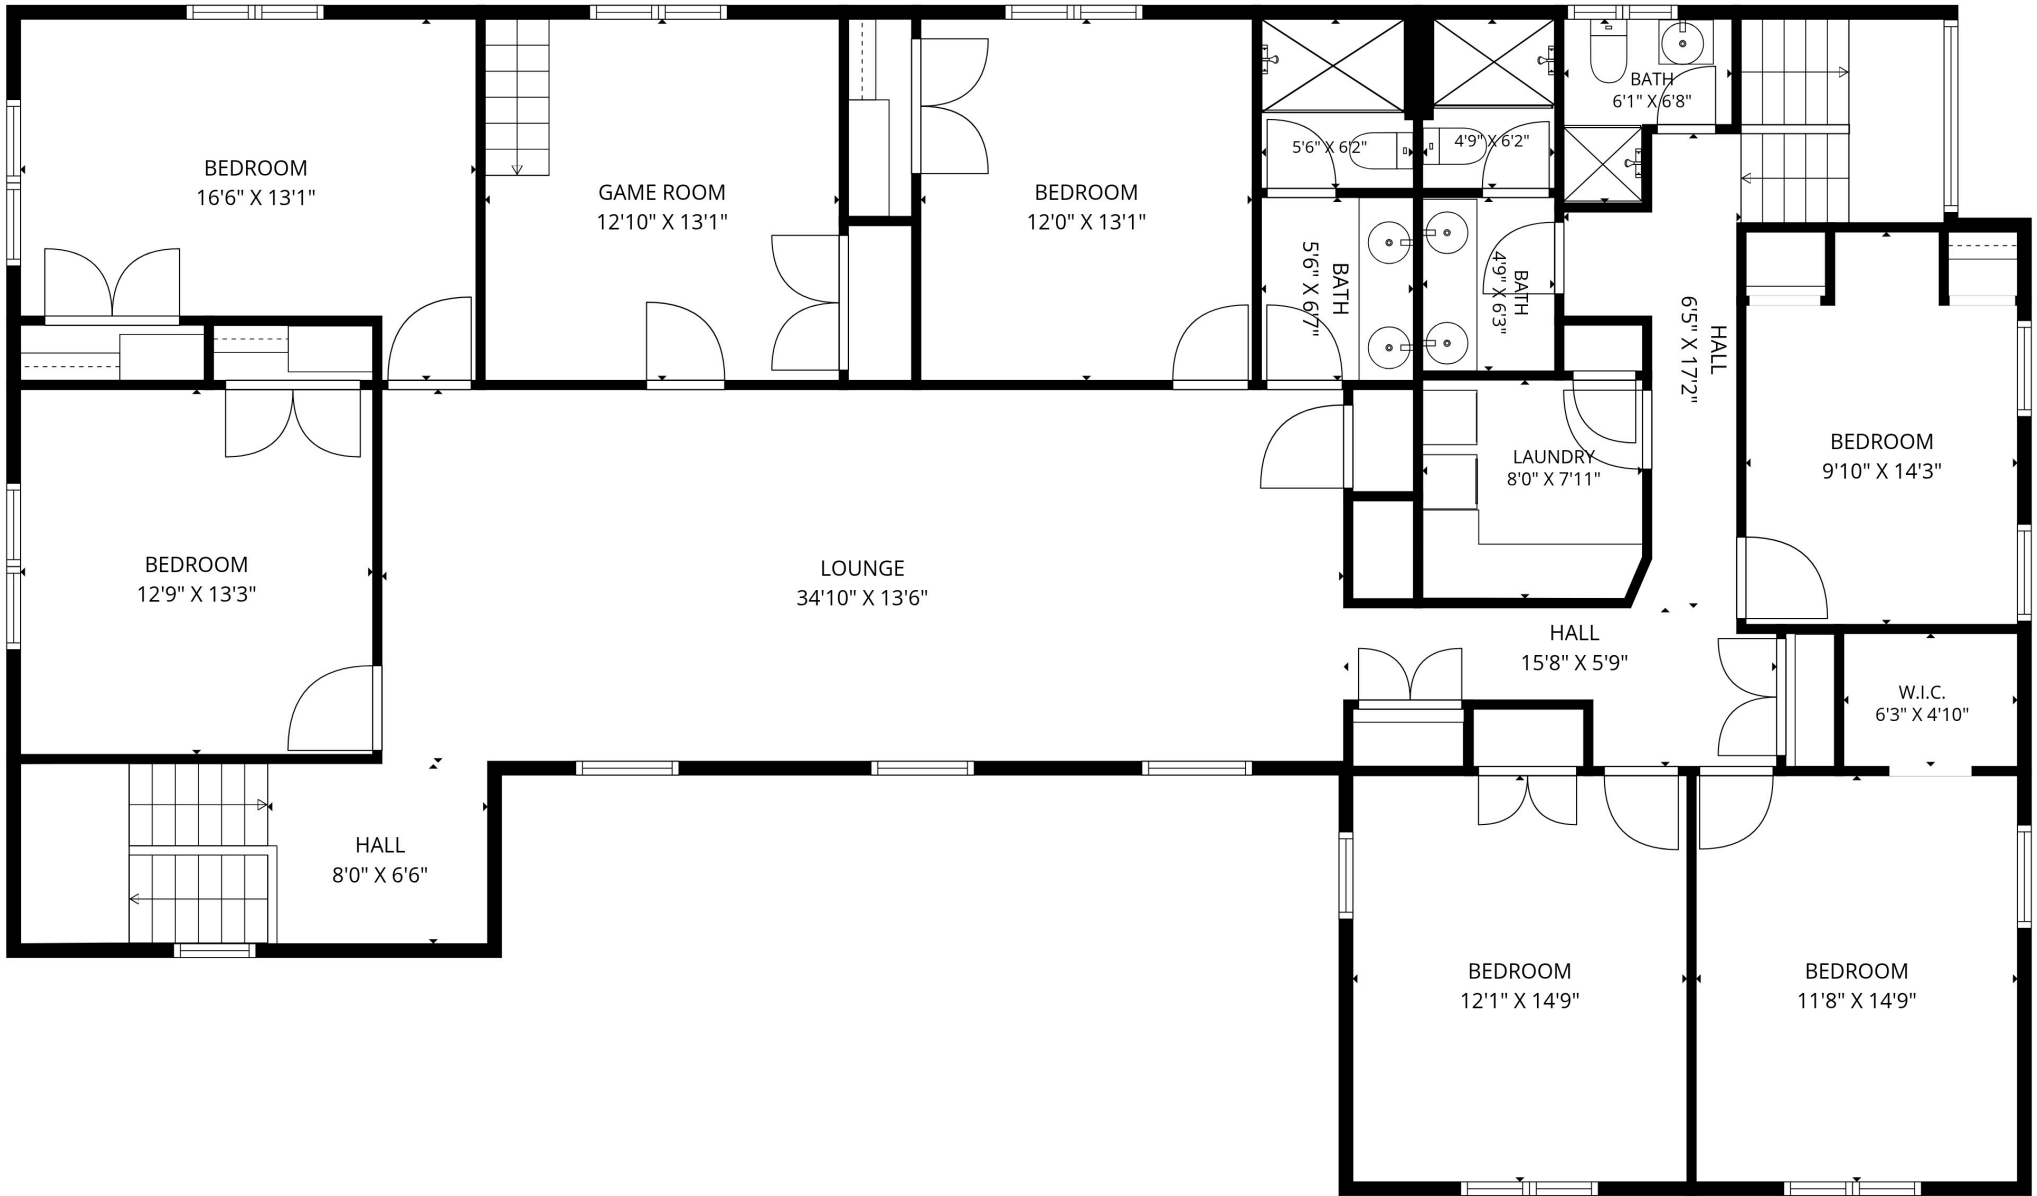 BEDROOM
16'6" X 13'1"
GAME ROOM
12'10" X 13'1"
BEDROOM
12'0" X 13'1"
5'6" X 6'2"
4'9" X 6'2"
BATH
6'1" X 6'8"
BATH
5'6" X 6'7"
BATH
4'9" X 6'3"
HALL
6'5" X 17'2"
BEDROOM
9'10" X 14'3"
LAUNDRY
8'0" X 7'11"
BEDROOM
12'9" X 13'3"
LOUNGE
34'10" X 13'6"
HALL
15'8" X 5'9"
W.I.C.
6'3" X 4'10"
HALL
8'0" X 6'6"
BEDROOM
12'1" X 14'9"
BEDROOM
11'8" X 14'9"